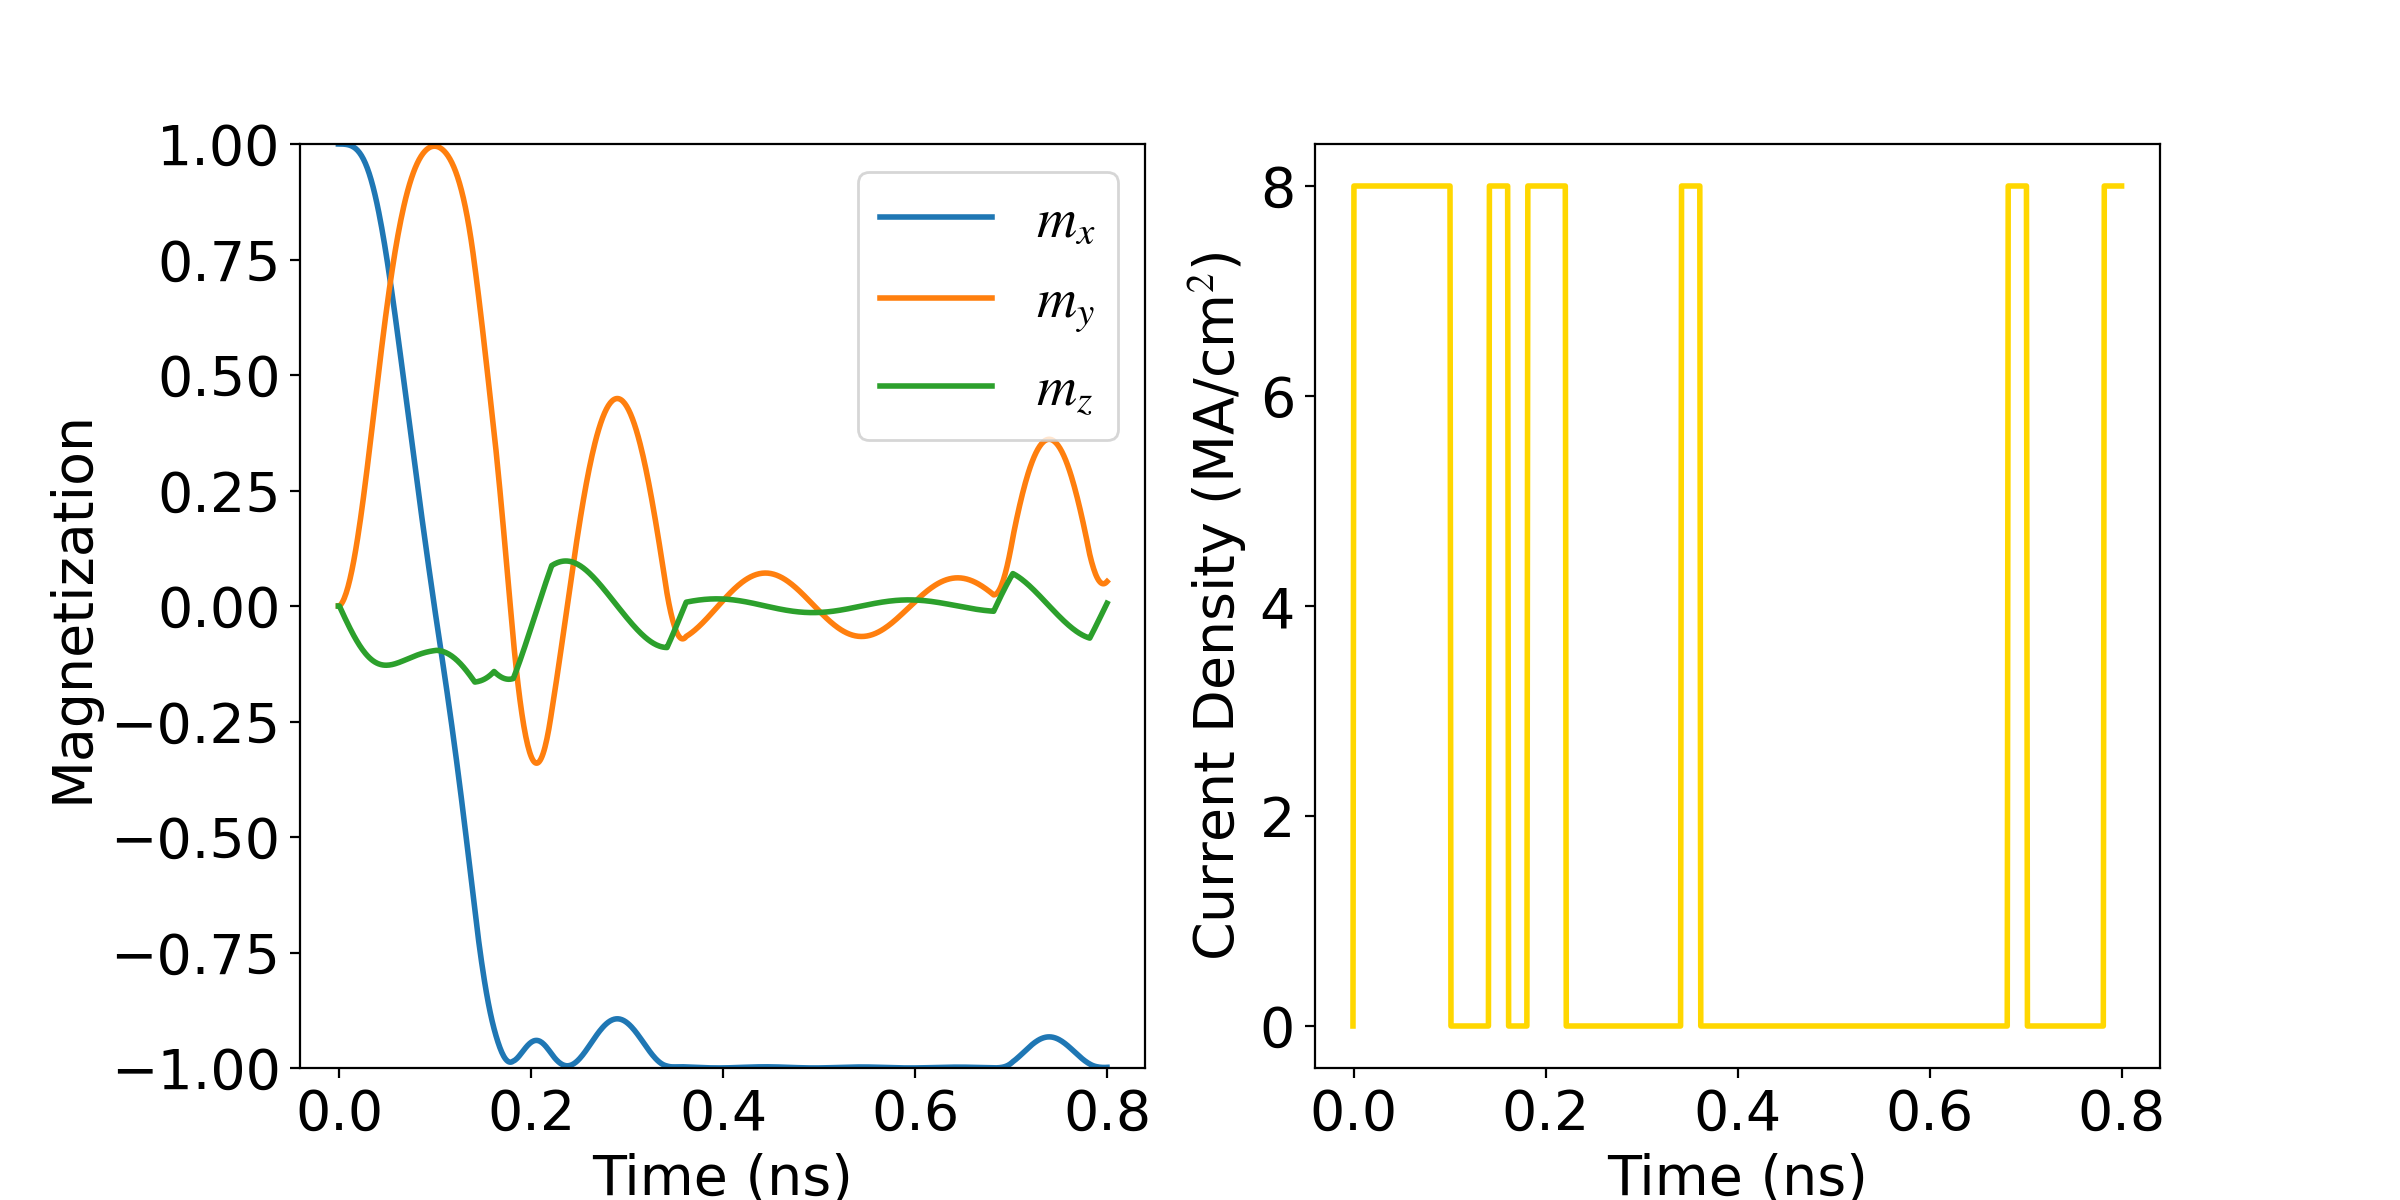 Magnetization
1.00
0.75
0.50
0.25
0.00
−0.25
−0.50
−0.75
−1.00
0.0 0.2 0.4 0.6 0.8
Time (ns)
m_x
m_y
m_z
Current Density (MA/cm²)
8
6
4
2
0
0.0 0.2 0.4 0.6 0.8
Time (ns)